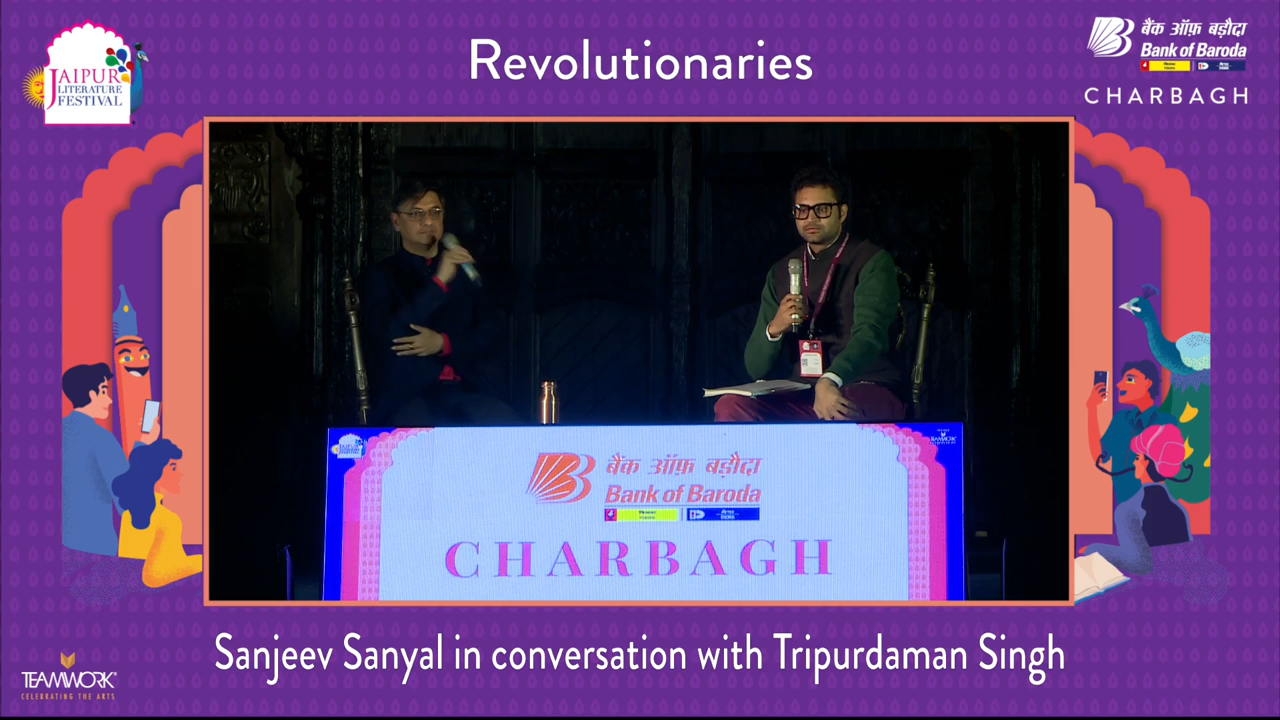 Revolutionaries
JAIPUR
LITERATURE
FESTIVAL
बैंक ऑफ़ बड़ौदा
Bank of Baroda
CHARBAGH
बैंक ऑफ़ बड़ौदा
Bank of Baroda
CHARBAGH
Sanjeev Sanyal in conversation with Tripurdaman Singh
TEAMWORK
CELEBRATING THE ARTS